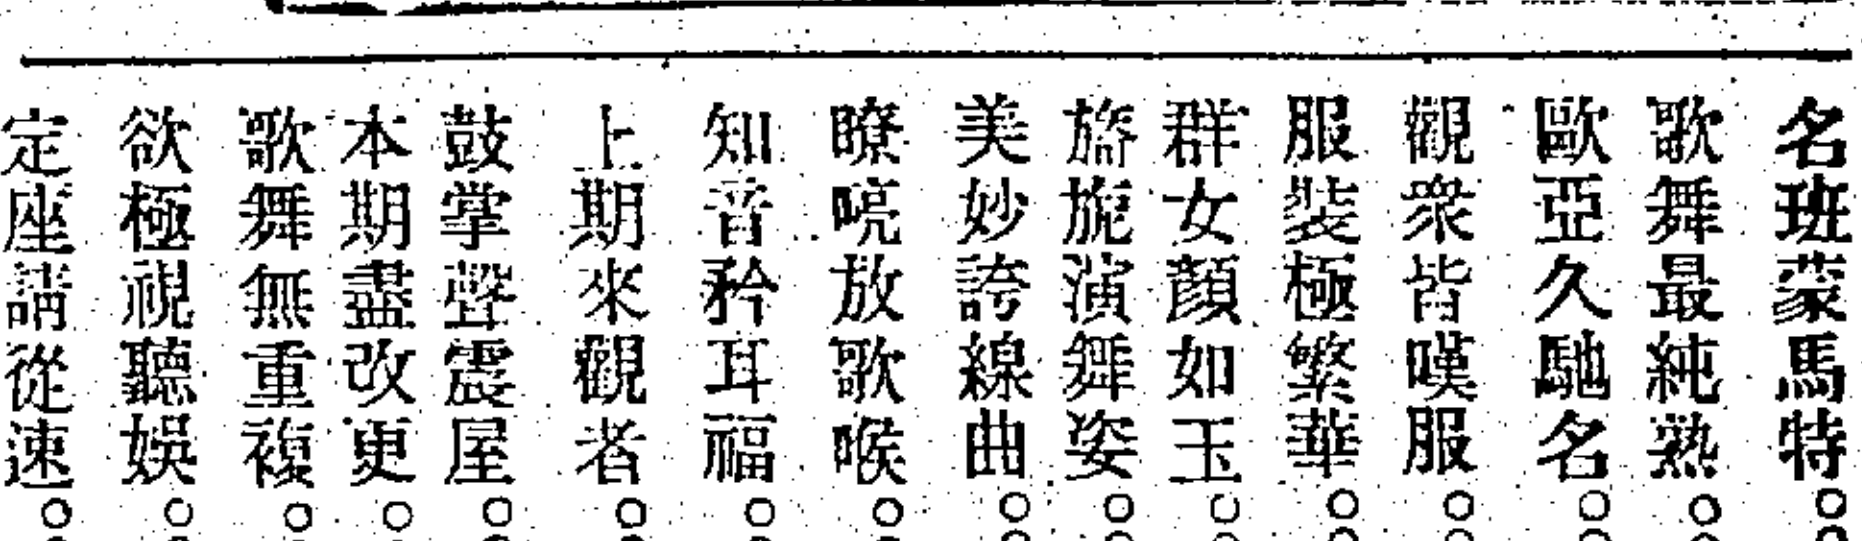 名班蒙馬特。
歌舞最純熟。
歐亞久馳名。
觀衆皆嘆服。
服裝極繁華。
群女顏如玉。
旖旎演舞姿。
美妙誇線曲。
瞭喨放歌喉。
知音矜耳福。
上期來觀者。
鼓掌聲震屋。
本期盡改更。
歌舞無重複。
欲極視聽娛。
定座請從速。